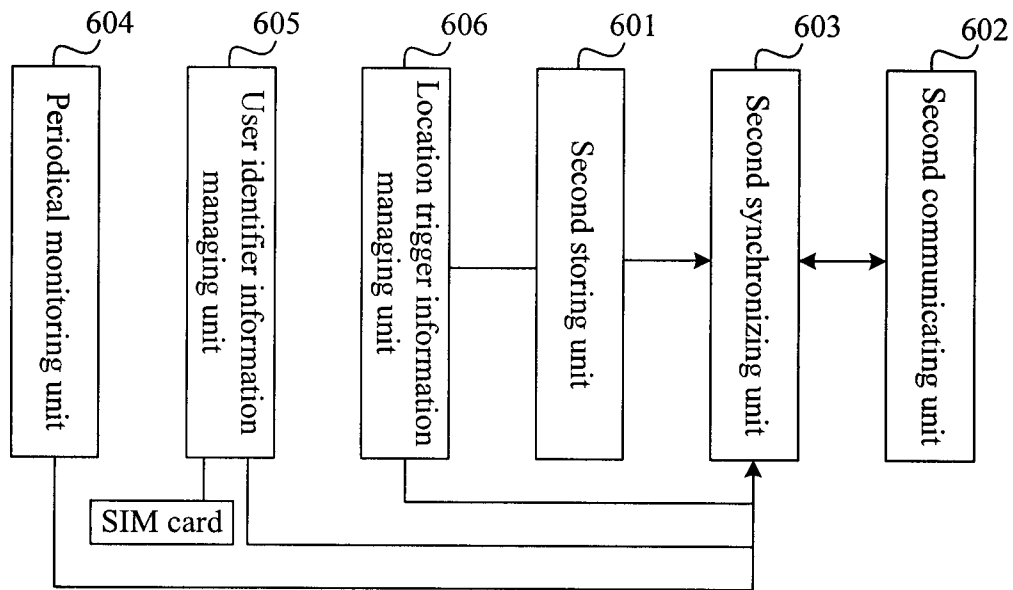 604
605
606
601
603
602
Periodical monitoring unit
User identifier information
managing unit
Location trigger information
managing unit
Second storing unit
Second synchronizing unit
Second communicating unit
SIM card